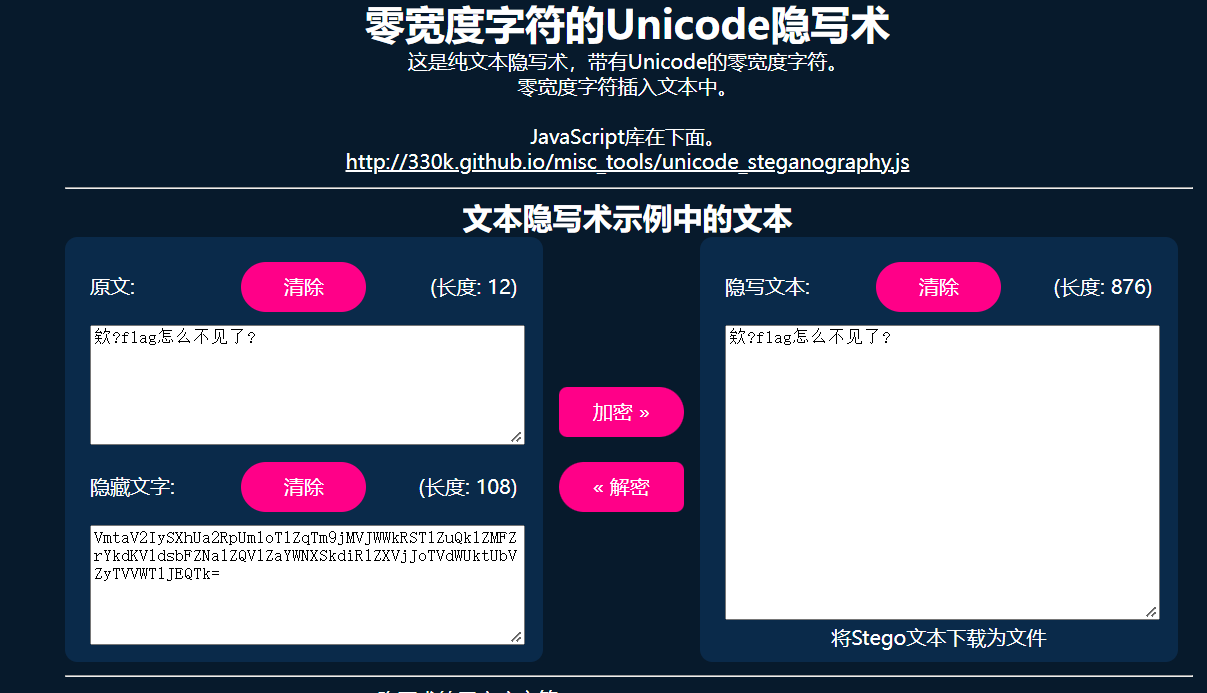 零宽度字符的Unicode隐写术
这是纯文本隐写术，带有Unicode的零宽度字符。
零宽度字符插入文本中。
JavaScript库在下面。
http://330k.github.io/misc_tools/unicode_steganography.js
文本隐写术示例中的文本
原文: 清除 (长度: 12)
欸?flag怎么不见了?
加密 »
隐藏文字: 清除 (长度: 108)
« 解密
VmtaV2IySXhUa2RpUm1oT1ZqTm9jMVJWWkRST1ZuQklZMFZ
rYkdKV1dsbFZNalZQV1ZaYWNXSkdiRlZXVjJoTVdWUktUbV
ZyTVVWT1JEQTk=
隐写文本: 清除 (长度: 876)
欸?flag怎么不见了?
将Stego文本下载为文件